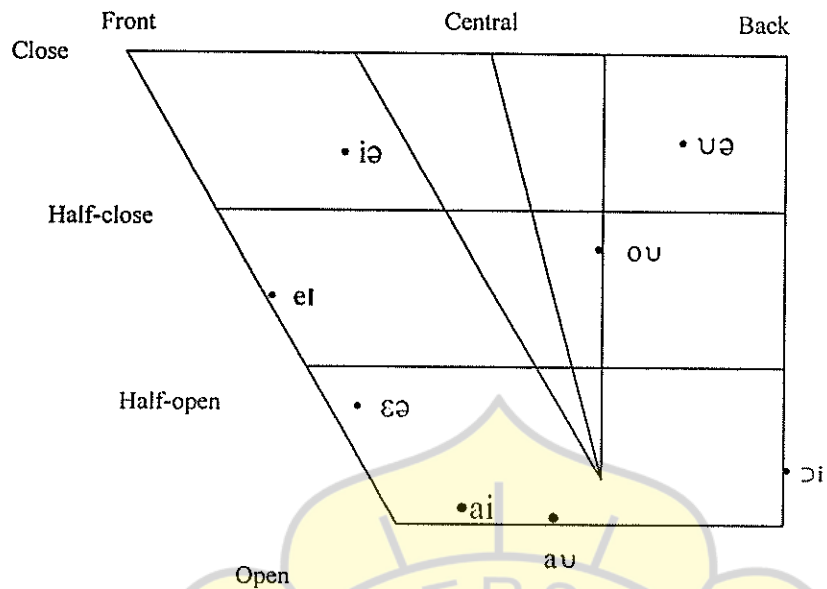 Front Central Back
Close
iə ʊə
Half-close
oʊ
eɪ
Half-open
ɛə
ɔi
ai
aʊ
Open